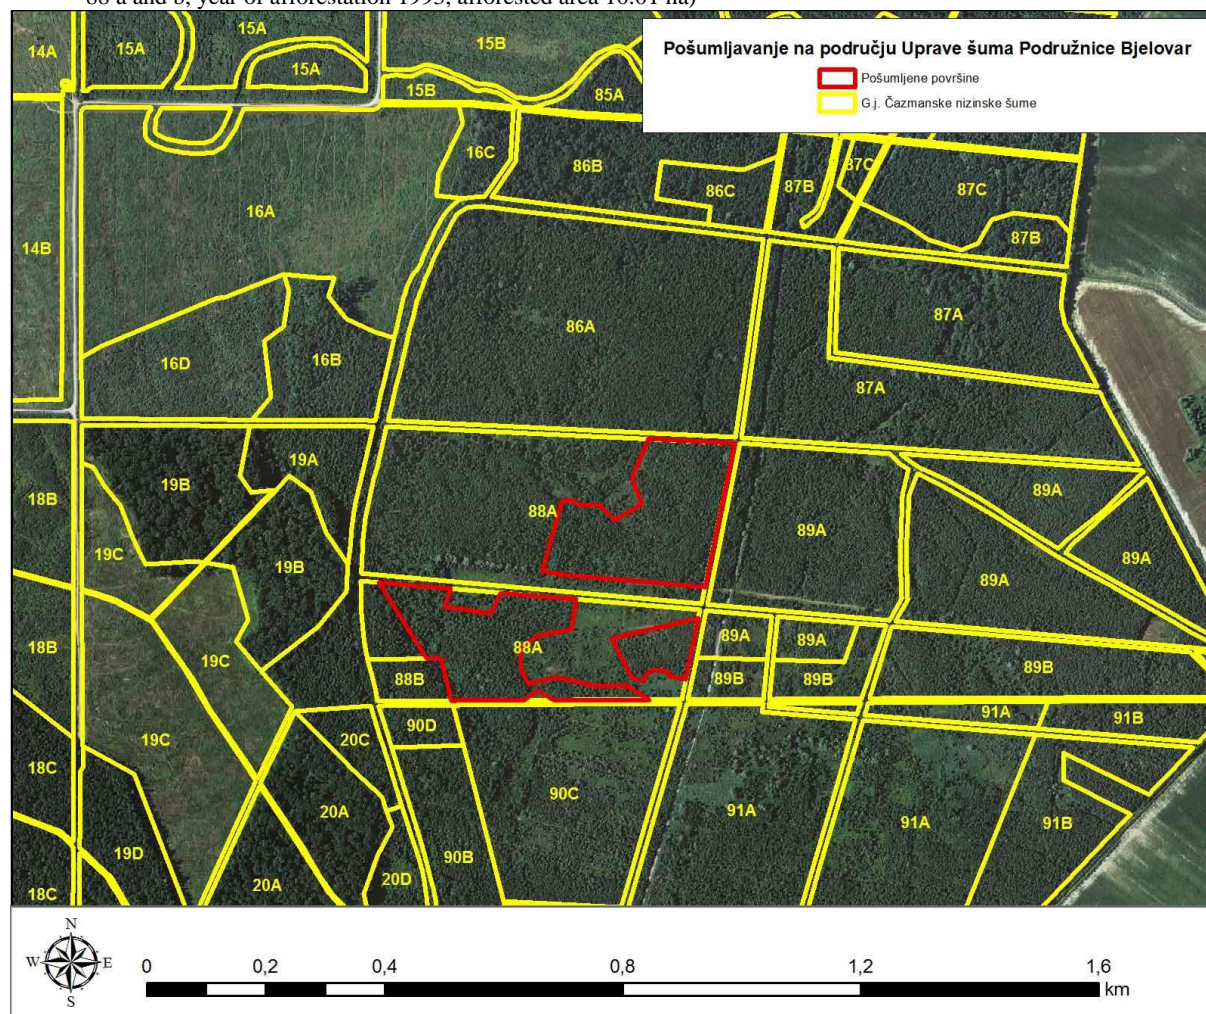 88 a and b, year of afforestation 1993, afforested area 10.01 ha)
Pošumljavanje na području Uprave šuma Podružnice Bjelovar
Pošumljene površine
G.j. Čazmanske nizinske šume
14A
15A
15A
15A
15B
15B
85A
16A
16C
86B
86C
87B
87C
87C
87B
14B
16D
16B
86A
87A
87A
18B
19B
19A
19C
19B
88A
89A
89A
89A
89A
18B
19C
88A
88B
89A
89A
89B
89B
89B
18C
19C
20C
90D
91A
91B
20A
90C
91A
91A
91B
19D
20A
20D
90B
18C
N
W E
S
0 0,2 0,4 0,8 1,2 1,6
km